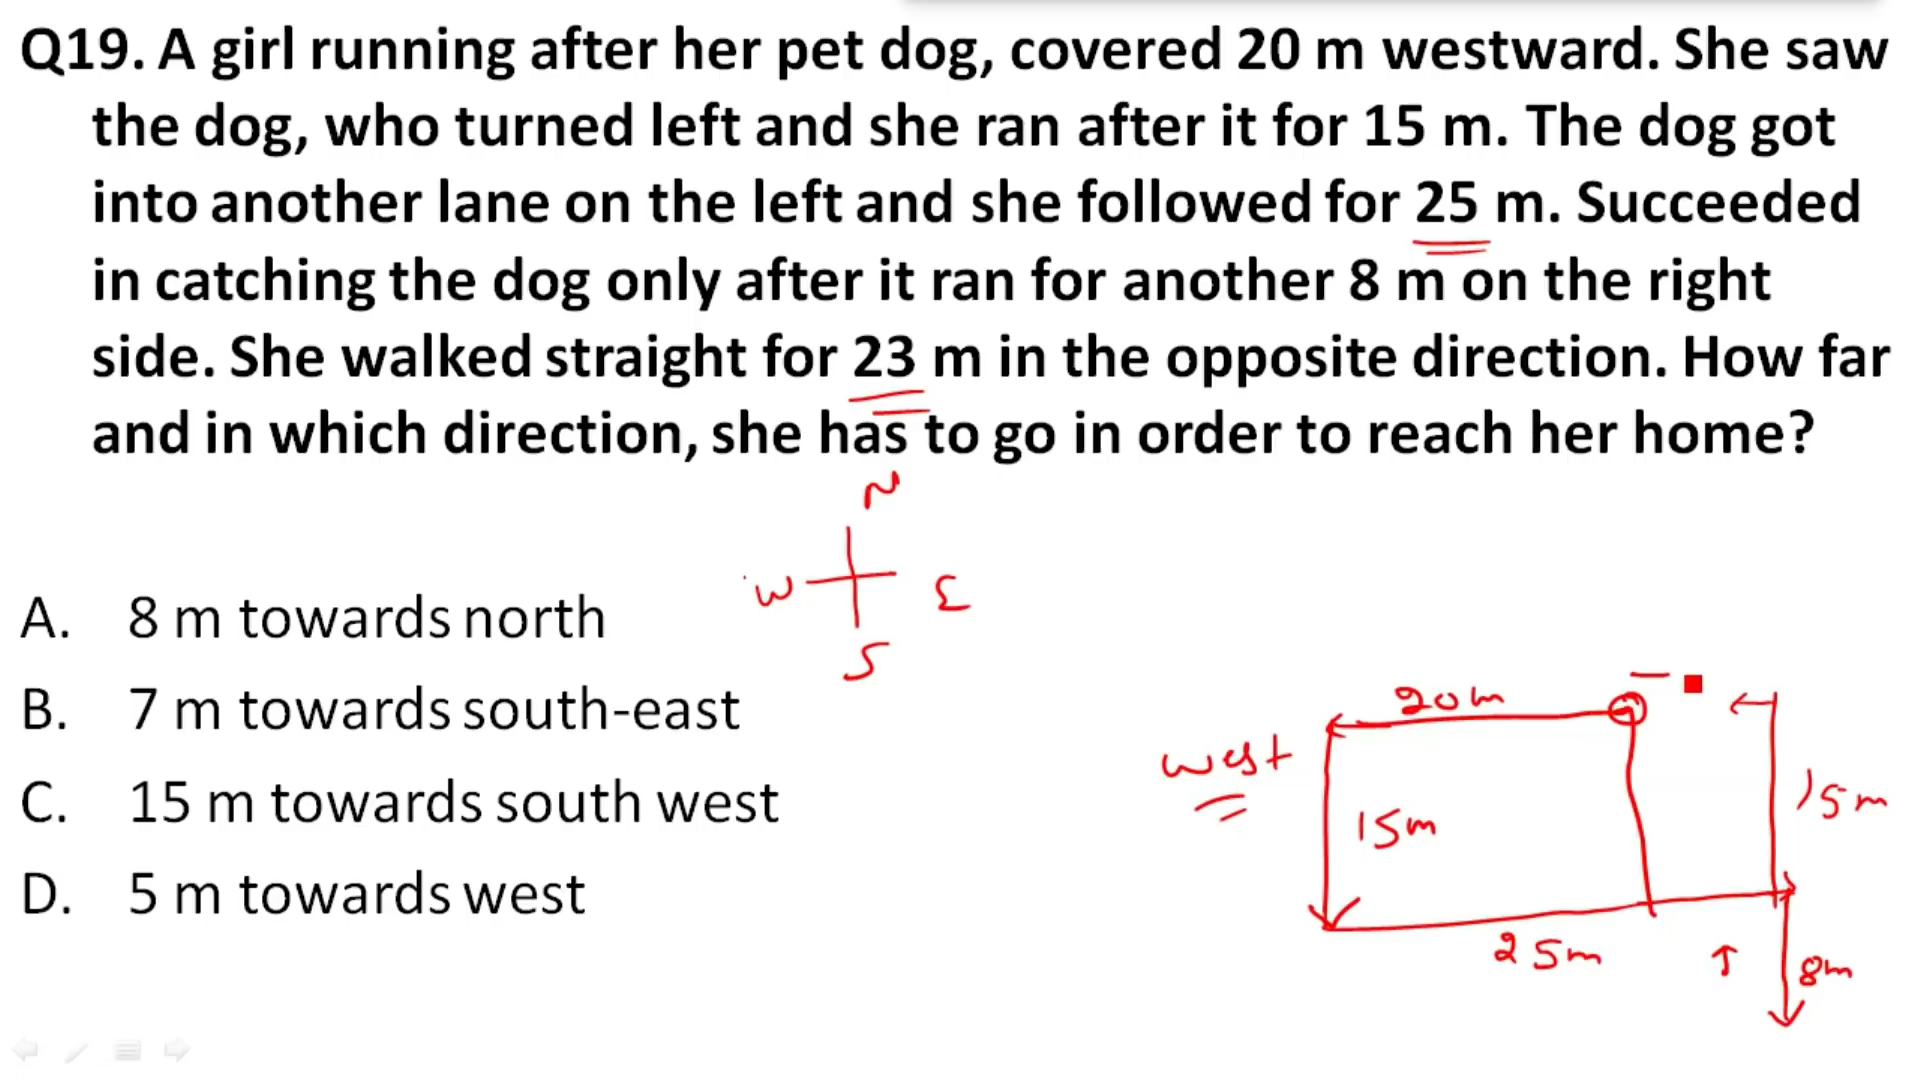 Q19. A girl running after her pet dog, covered 20 m westward. She saw
the dog, who turned left and she ran after it for 15 m. The dog got
into another lane on the left and she followed for 25 m. Succeeded
in catching the dog only after it ran for another 8 m on the right
side. She walked straight for 23 m in the opposite direction. How far
and in which direction, she has to go in order to reach her home?
N
W E
S
A. 8 m towards north
B. 7 m towards south-east
C. 15 m towards south west
D. 5 m towards west
20m
west
15m
15m
25m
8m